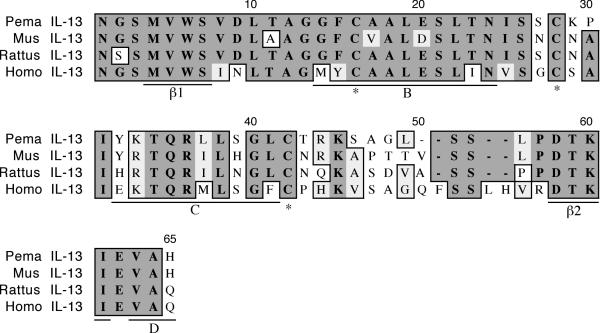 10 20 30
Pema IL-13 N G S M V W S V D L T A G G F C A A L E S L T N I S S C K P
Mus IL-13 N G S M V W S V D L A A G G F C V A L D S L T N I S S C N A
Rattus IL-13 N S S M V W S V D L T A G G F C A A L E S L T N I S S C N A
Homo IL-13 N G S M V W S I N L T A G M Y C A A L E S L I N V S G C S A
β1 * B *
40 50 60
Pema IL-13 I Y K T Q R L L S G L C T R K S A G L - - S S - - L P D T K
Mus IL-13 I Y R T Q R I L H G L C N R K A P T T V - S S - - L P D T K
Rattus IL-13 I H R T Q R I L S G L C N Q K A S D V A - S S - - P P D T K
Homo IL-13 I E K T Q R M L S G F C P H K V S A G Q F S S L H V R D T K
C * β2
65
Pema IL-13 I E V A H
Mus IL-13 I E V A H
Rattus IL-13 I E V A Q
Homo IL-13 I E V A Q
D